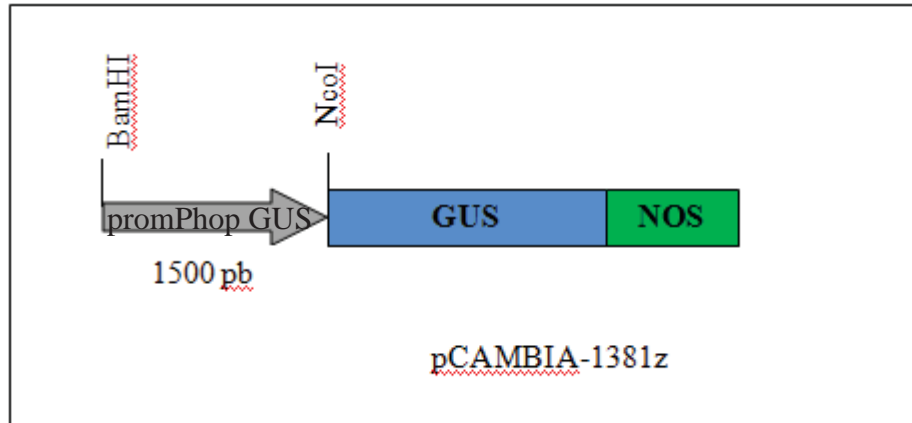 BamHI
NcoI
promPhop GUS
GUS
NOS
1500 pb
pCAMBIA-1381z